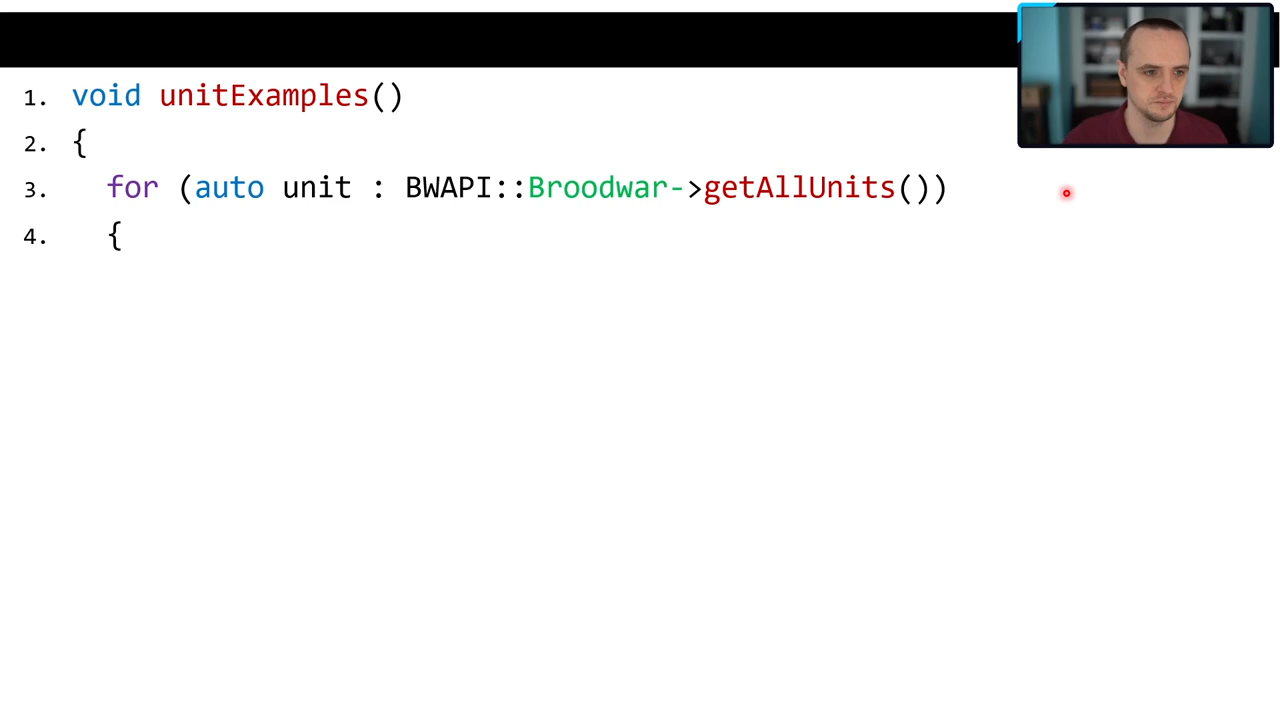 1. void unitExamples()
2. {
3. for (auto unit : BWAPI::Broodwar->getAllUnits())
4. {